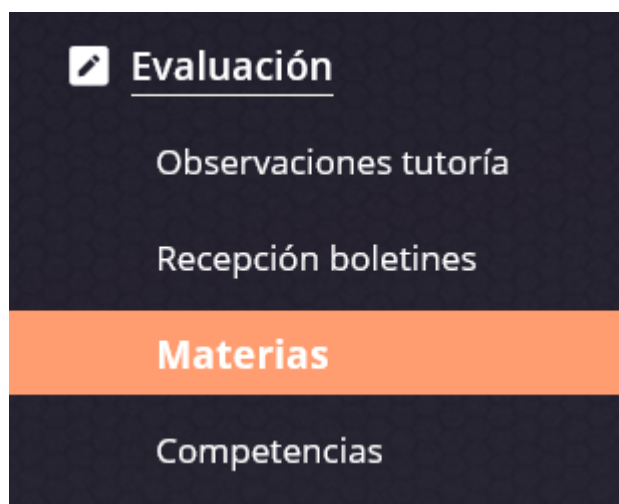 Evaluación
Observaciones tutoría
Recepción boletines
Materias
Competencias